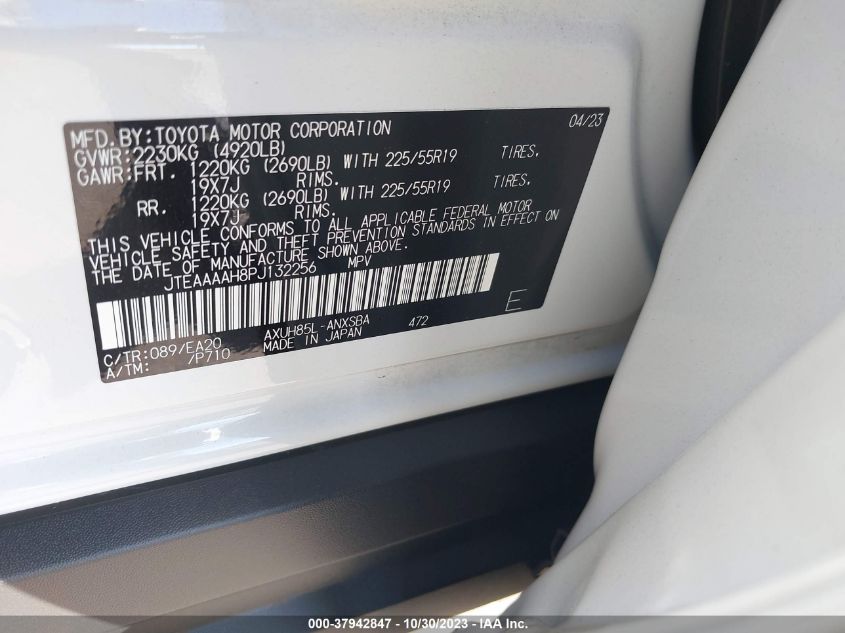 MFD.BY:TOYOTA MOTOR CORPORATION 04/23
GVWR:2230KG (4920LB)
GAWR:FRT. 1220KG (2690LB) WITH 225/55R19 TIRES,
19X7J RIMS.
RR. 1220KG (2690LB) WITH 225/55R19 TIRES,
19X7J RIMS.
THIS VEHICLE CONFORMS TO ALL APPLICABLE FEDERAL MOTOR
VEHICLE SAFETY AND THEFT PREVENTION STANDARDS IN EFFECT ON
THE DATE OF MANUFACTURE SHOWN ABOVE.
JTEAAAAH8PJ132256 MPV
C/TR:089/EA20 AXUH85L-ANXSBA 472 E
A/TM: /P710 MADE IN JAPAN
000-37942847 - 10/30/2023 - IAA Inc.